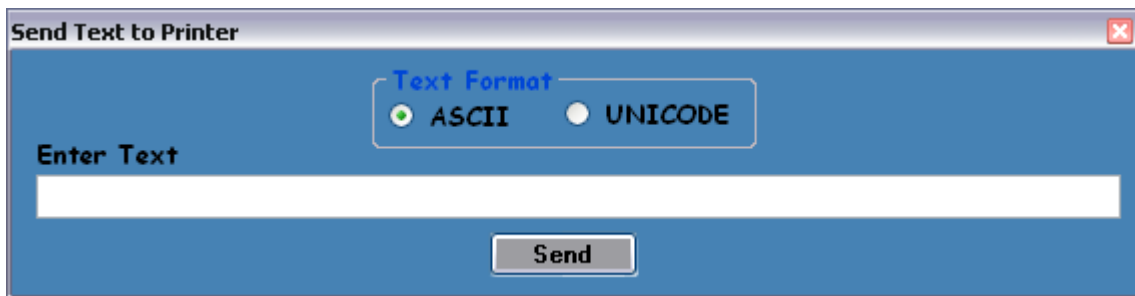 Send Text to Printer
Text Format
ASCII UNICODE
Enter Text
Send